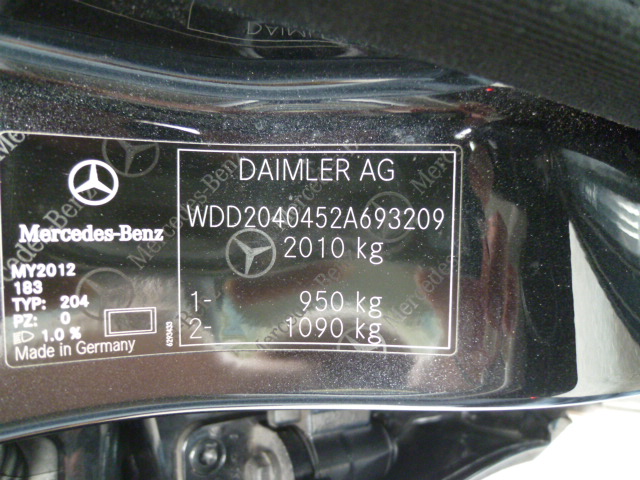 DAIMLER AG
WDD2040452A693209
2010 kg
1- 950 kg
2- 1090 kg
Mercedes-Benz
MY2012
183
TYP: 204
PZ: 0
1.0 %
Made in Germany